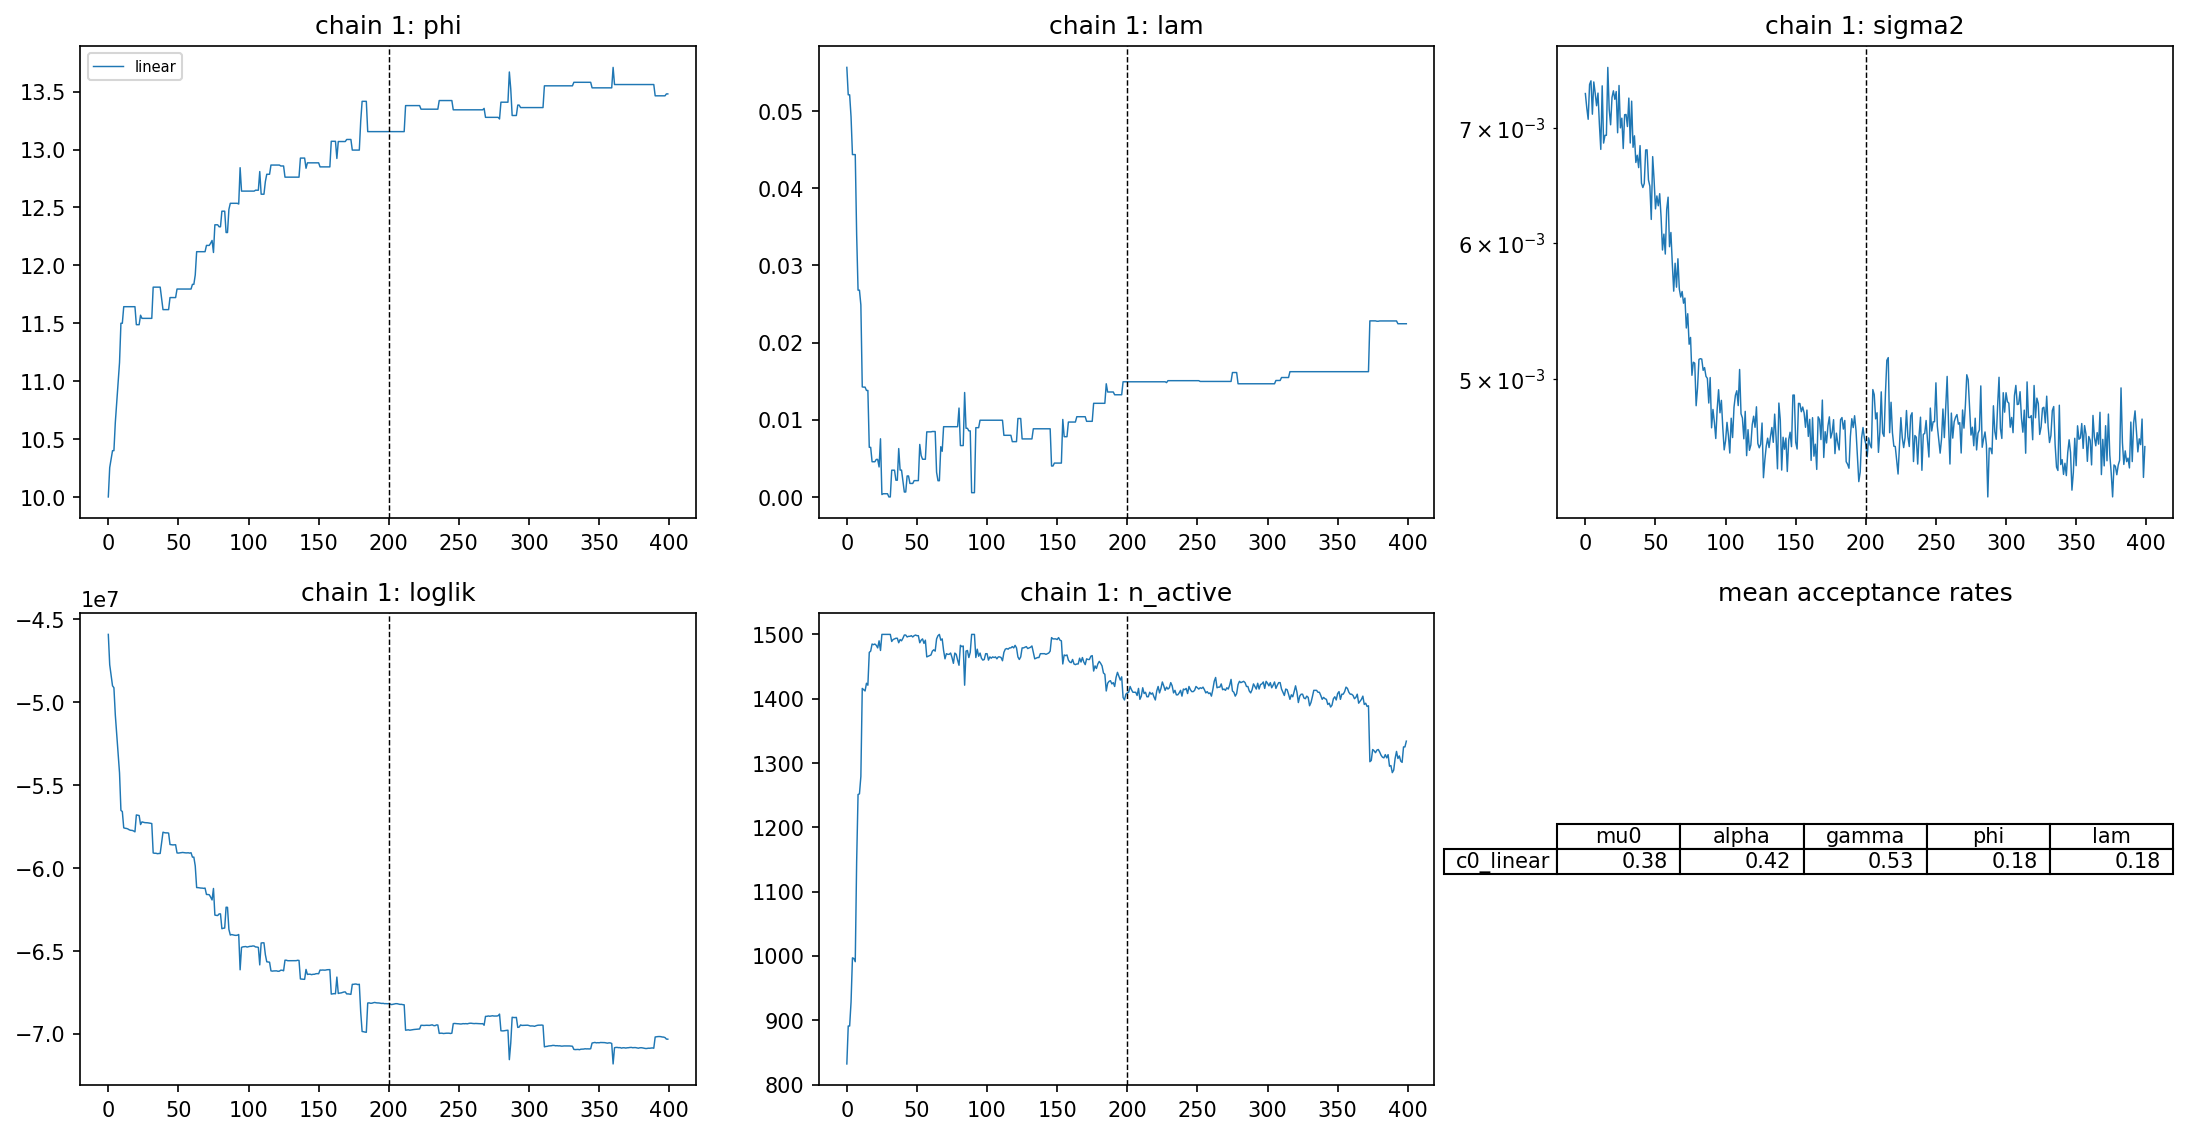 chain 1: phi
linear
13.5
13.0
12.5
12.0
11.5
11.0
10.5
10.0
0 50 100 150 200 250 300 350 400
chain 1: lam
0.05
0.04
0.03
0.02
0.01
0.00
0 50 100 150 200 250 300 350 400
chain 1: sigma2
7 × 10⁻³
6 × 10⁻³
5 × 10⁻³
0 50 100 150 200 250 300 350 400
chain 1: loglik
1e7
−4.5
−5.0
−5.5
−6.0
−6.5
−7.0
0 50 100 150 200 250 300 350 400
chain 1: n_active
1500
1400
1300
1200
1100
1000
900
800
0 50 100 150 200 250 300 350 400
mean acceptance rates
mu0 alpha gamma phi lam
c0_linear 0.38 0.42 0.53 0.18 0.18